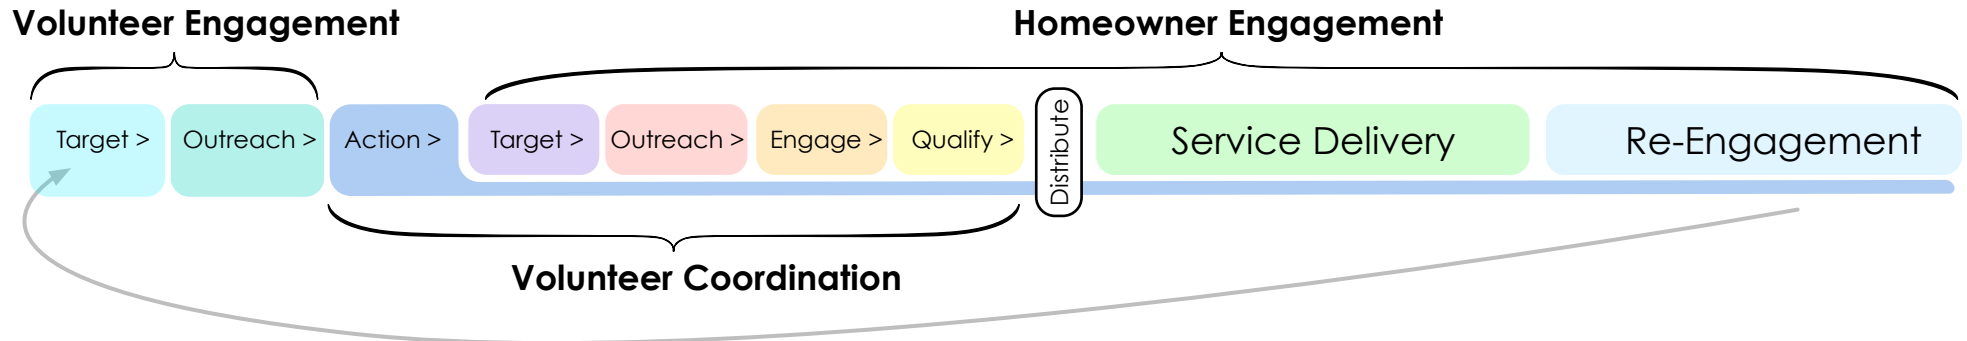 Volunteer Engagement
Homeowner Engagement
Target >
Outreach >
Action >
Target >
Outreach >
Engage >
Qualify >
Distribute
Service Delivery
Re-Engagement
Volunteer Coordination